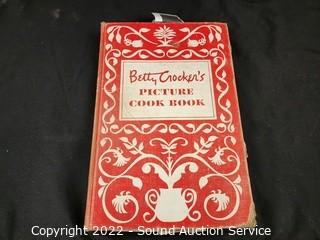 Betty Crocker's
PICTURE
COOK BOOK
Copyright 2022 - Sound Auction Service